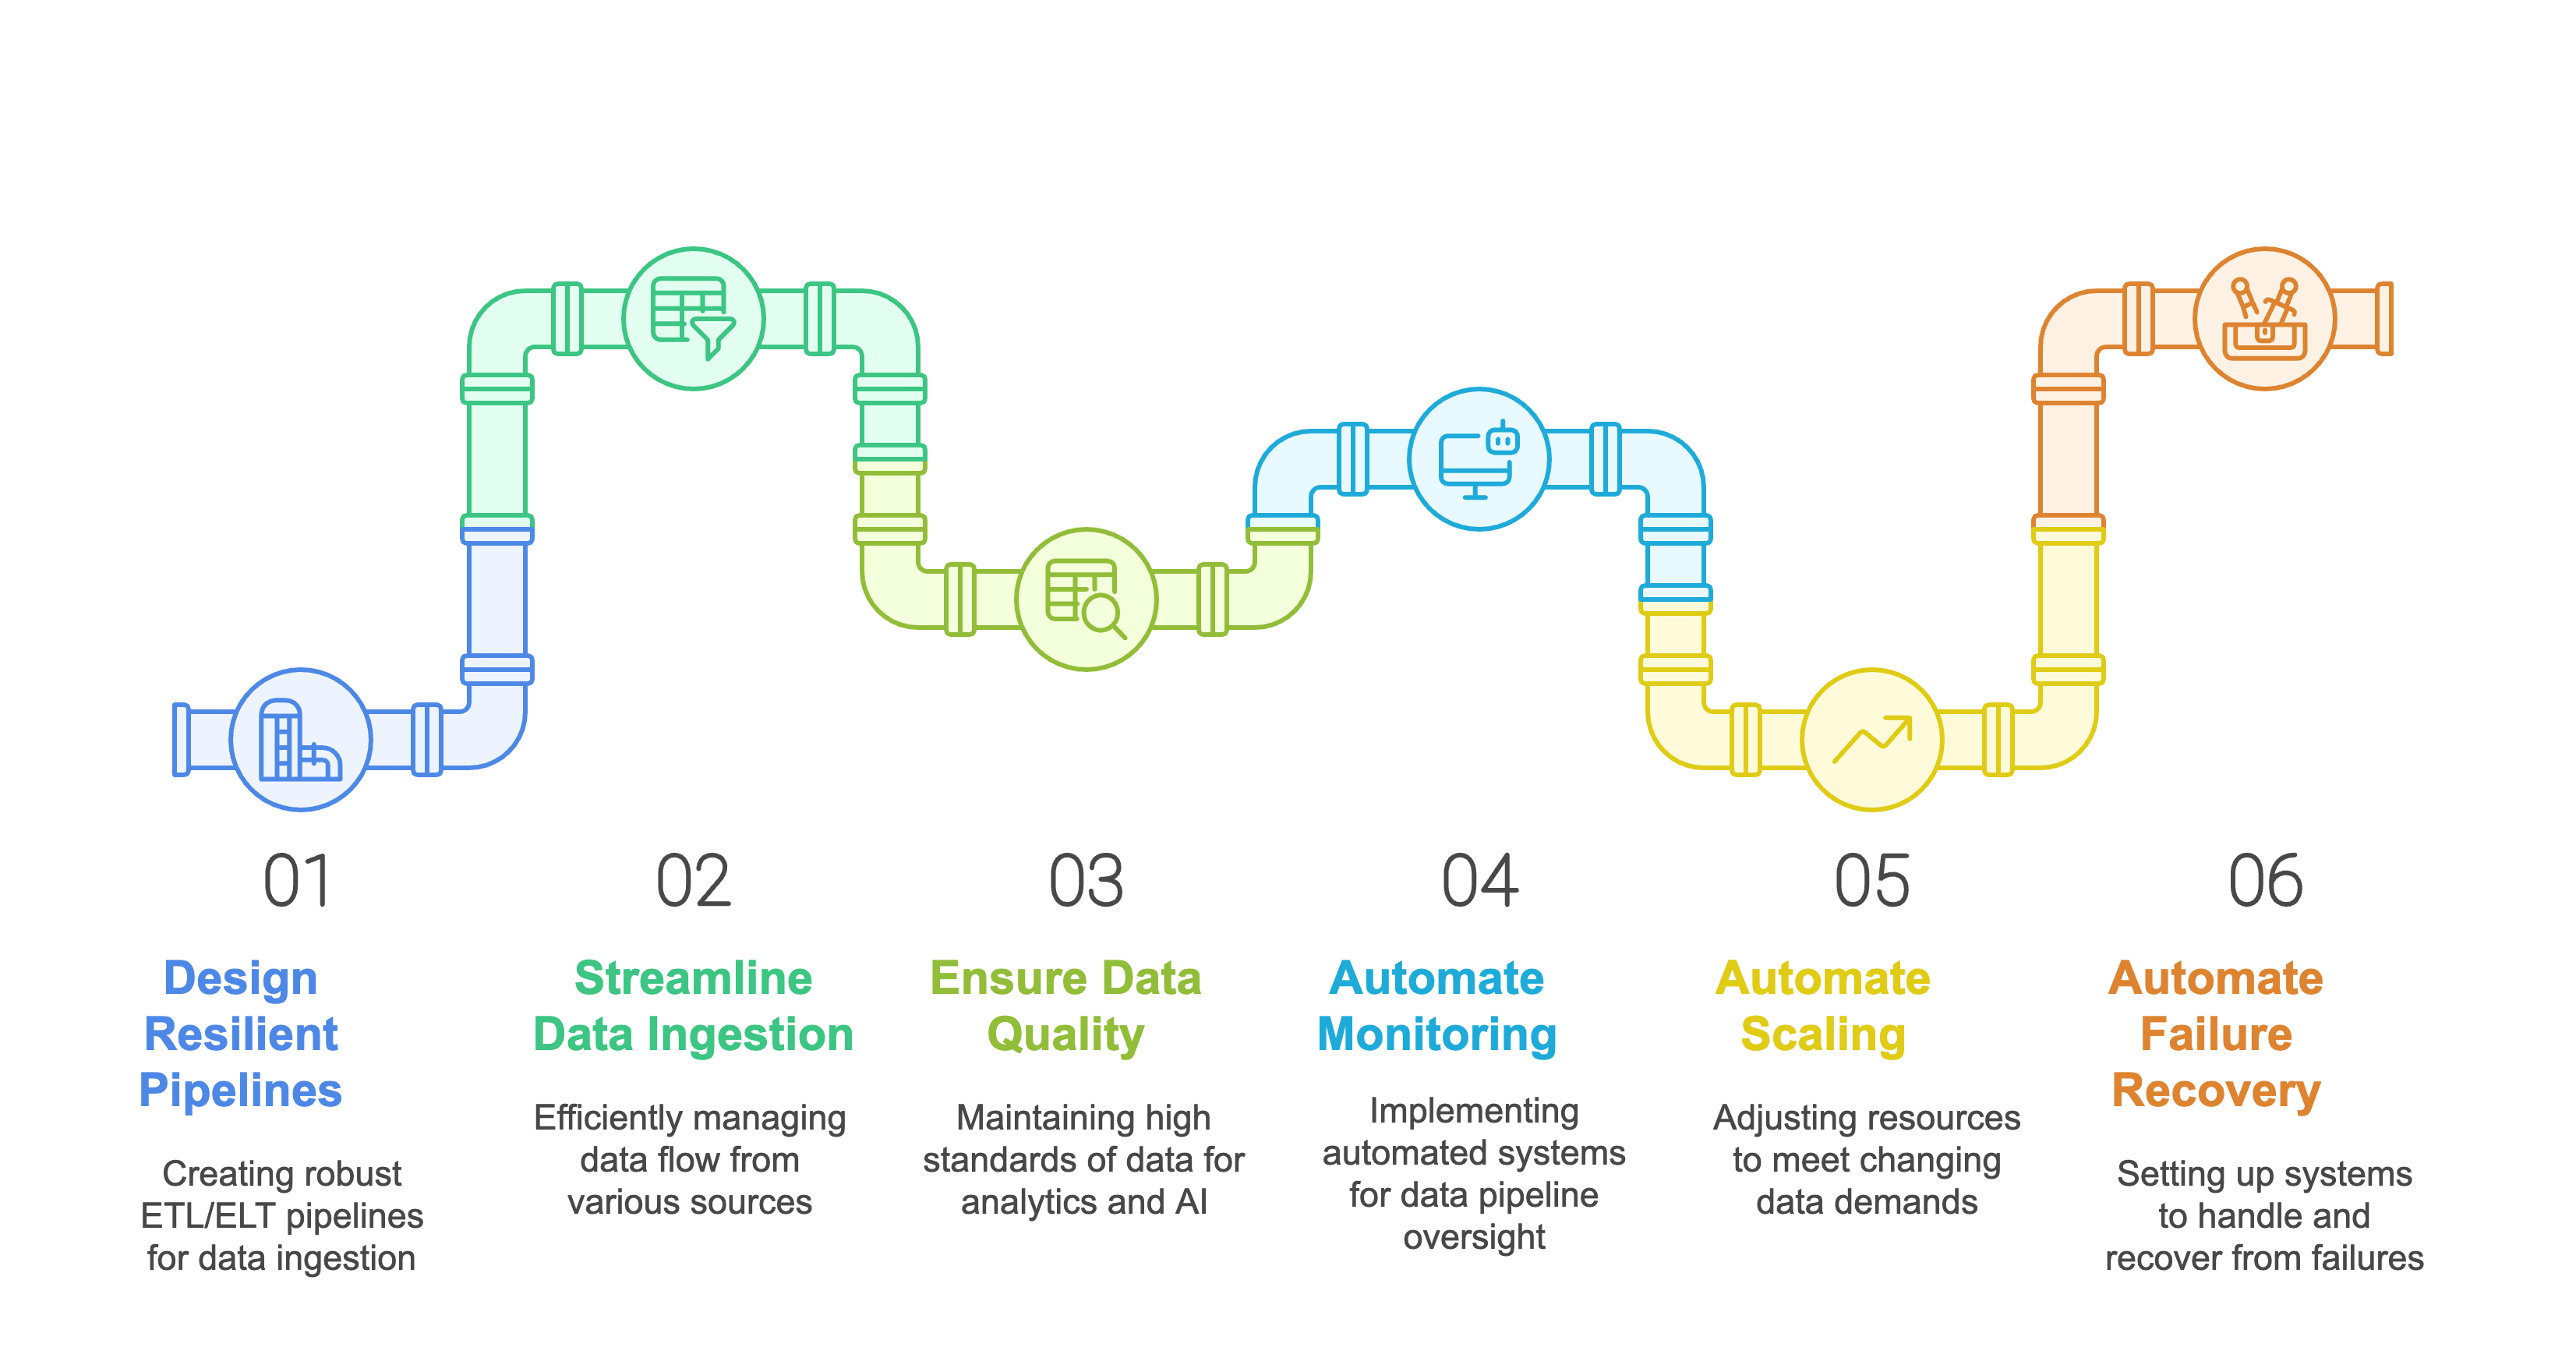 01
Design
Resilient
Pipelines
Creating robust
ETL/ELT pipelines
for data ingestion
02
Streamline
Data Ingestion
Efficiently managing
data flow from
various sources
03
Ensure Data
Quality
Maintaining high
standards of data for
analytics and AI
04
Automate
Monitoring
Implementing
automated systems
for data pipeline
oversight
05
Automate
Scaling
Adjusting resources
to meet changing
data demands
06
Automate
Failure
Recovery
Setting up systems
to handle and
recover from failures